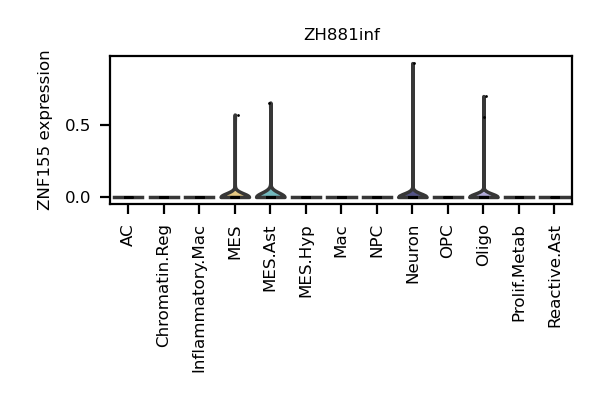 ZH881inf
ZNF155 expression
0.5
0.0
AC
Chromatin.Reg
Inflammatory.Mac
MES
MES.Ast
MES.Hyp
Mac
NPC
Neuron
OPC
Oligo
Prolif.Metab
Reactive.Ast